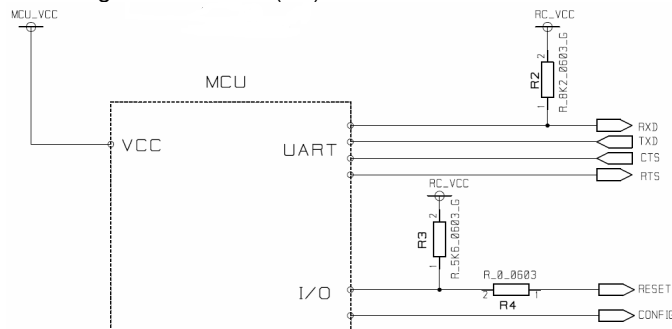 MCU_VCC
RC_VCC
MCU
2
R2
R_8K2_0603_G
1
RXD
VCC
UART
TXD
CTS
RTS
RC_VCC
2
R3
R_5K6_0603_G
1
R_0_0603
I/O
2
R4
1
RESET
CONFIG